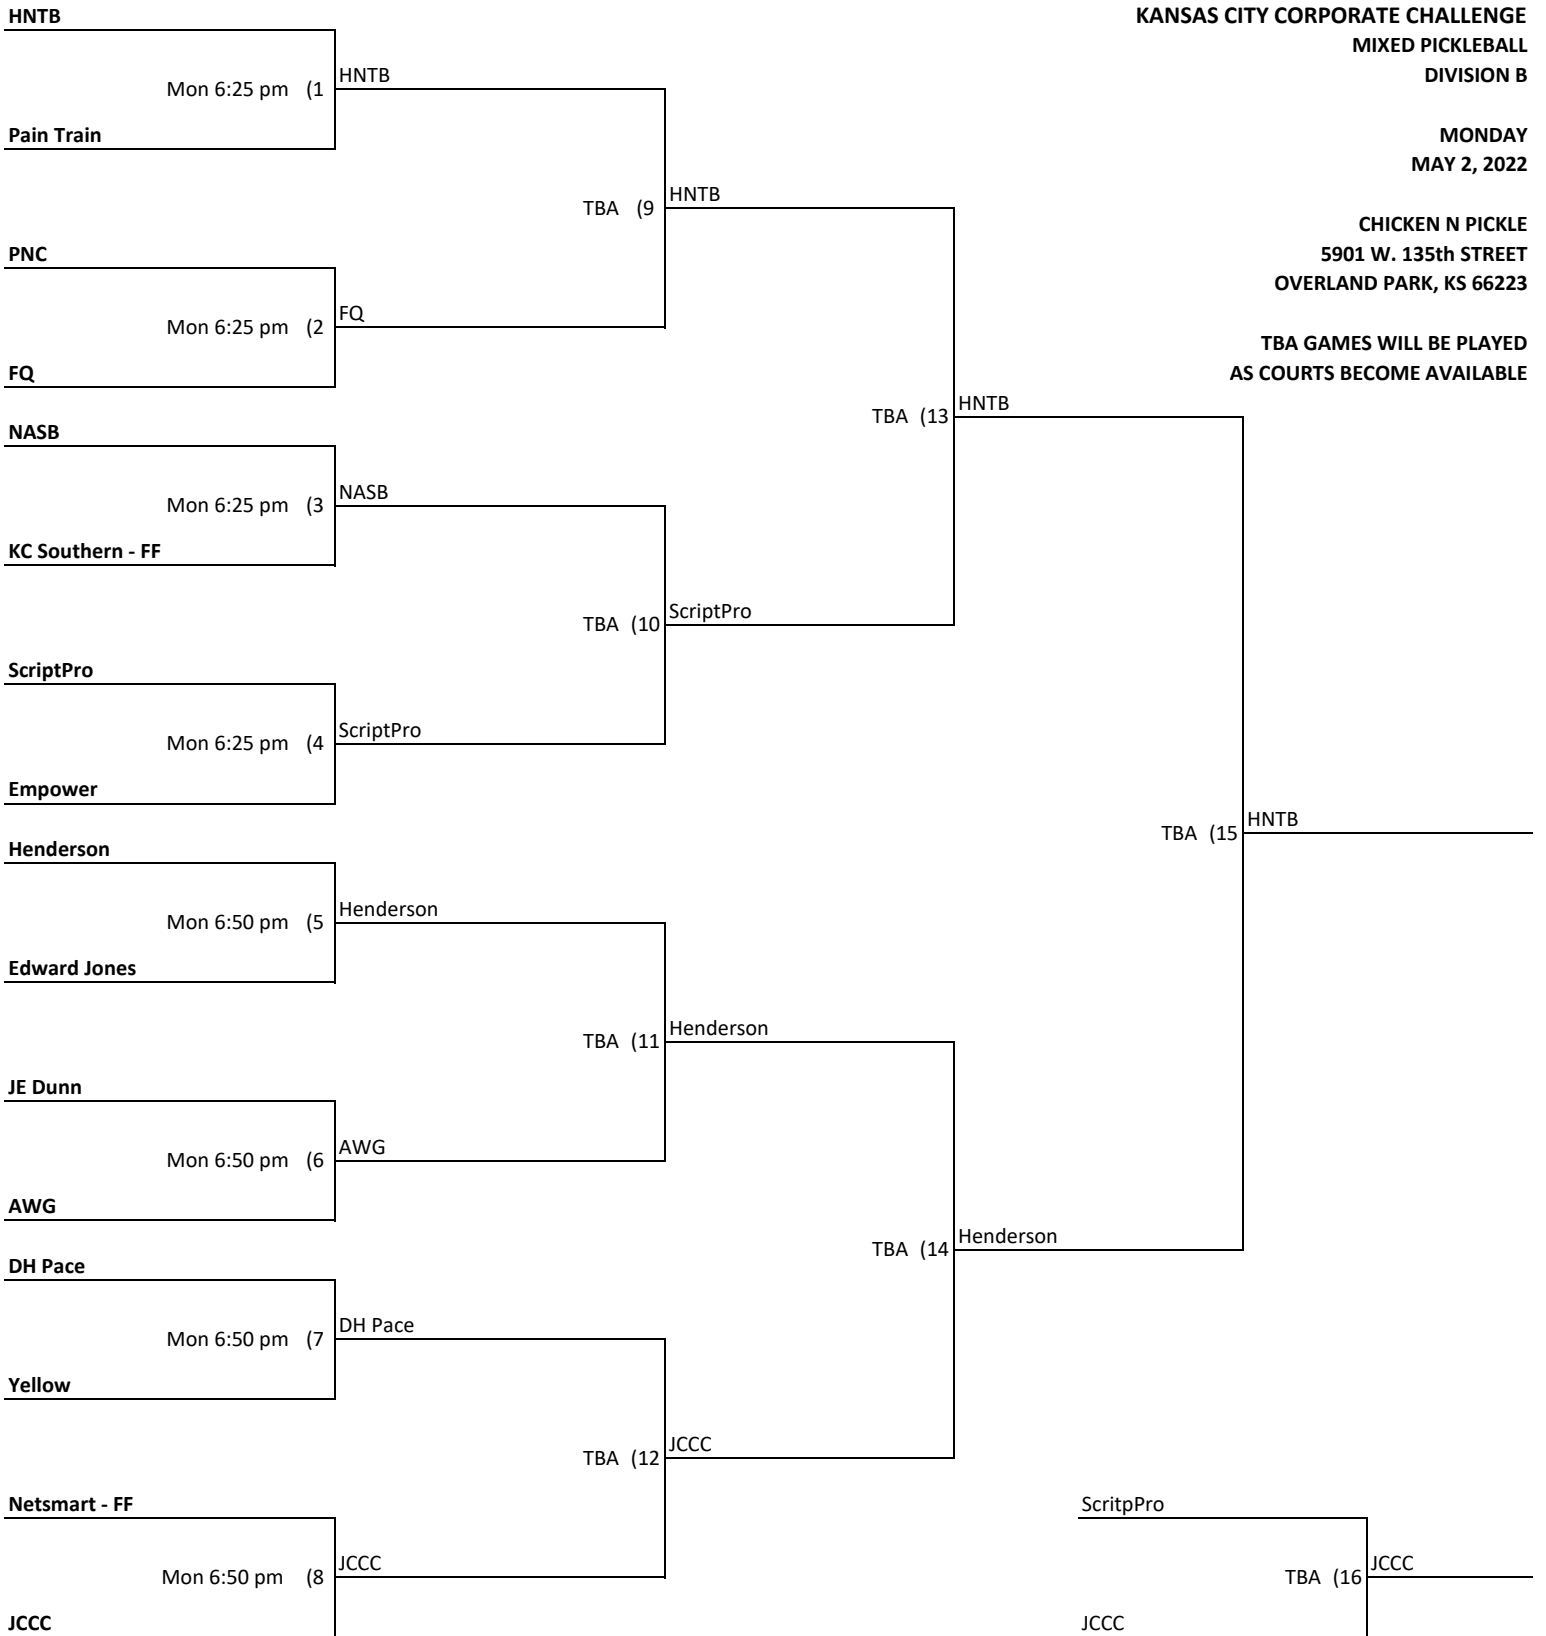 HNTB
KANSAS CITY CORPORATE CHALLENGE
MIXED PICKLEBALL
DIVISION B
Mon 6:25 pm (1
HNTB
Pain Train
MONDAY
MAY 2, 2022
TBA (9
HNTB
CHICKEN N PICKLE
5901 W. 135th STREET
OVERLAND PARK, KS 66223
PNC
Mon 6:25 pm (2
FQ
FQ
TBA GAMES WILL BE PLAYED
AS COURTS BECOME AVAILABLE
TBA (13
HNTB
NASB
Mon 6:25 pm (3
NASB
KC Southern - FF
TBA (10
ScriptPro
ScriptPro
Mon 6:25 pm (4
ScriptPro
Empower
TBA (15
HNTB
Henderson
Mon 6:50 pm (5
Henderson
Edward Jones
TBA (11
Henderson
JE Dunn
Mon 6:50 pm (6
AWG
AWG
TBA (14
Henderson
DH Pace
Mon 6:50 pm (7
DH Pace
Yellow
TBA (12
JCCC
Netsmart - FF
Mon 6:50 pm (8
JCCC
JCCC
ScritpPro
TBA (16
JCCC
JCCC